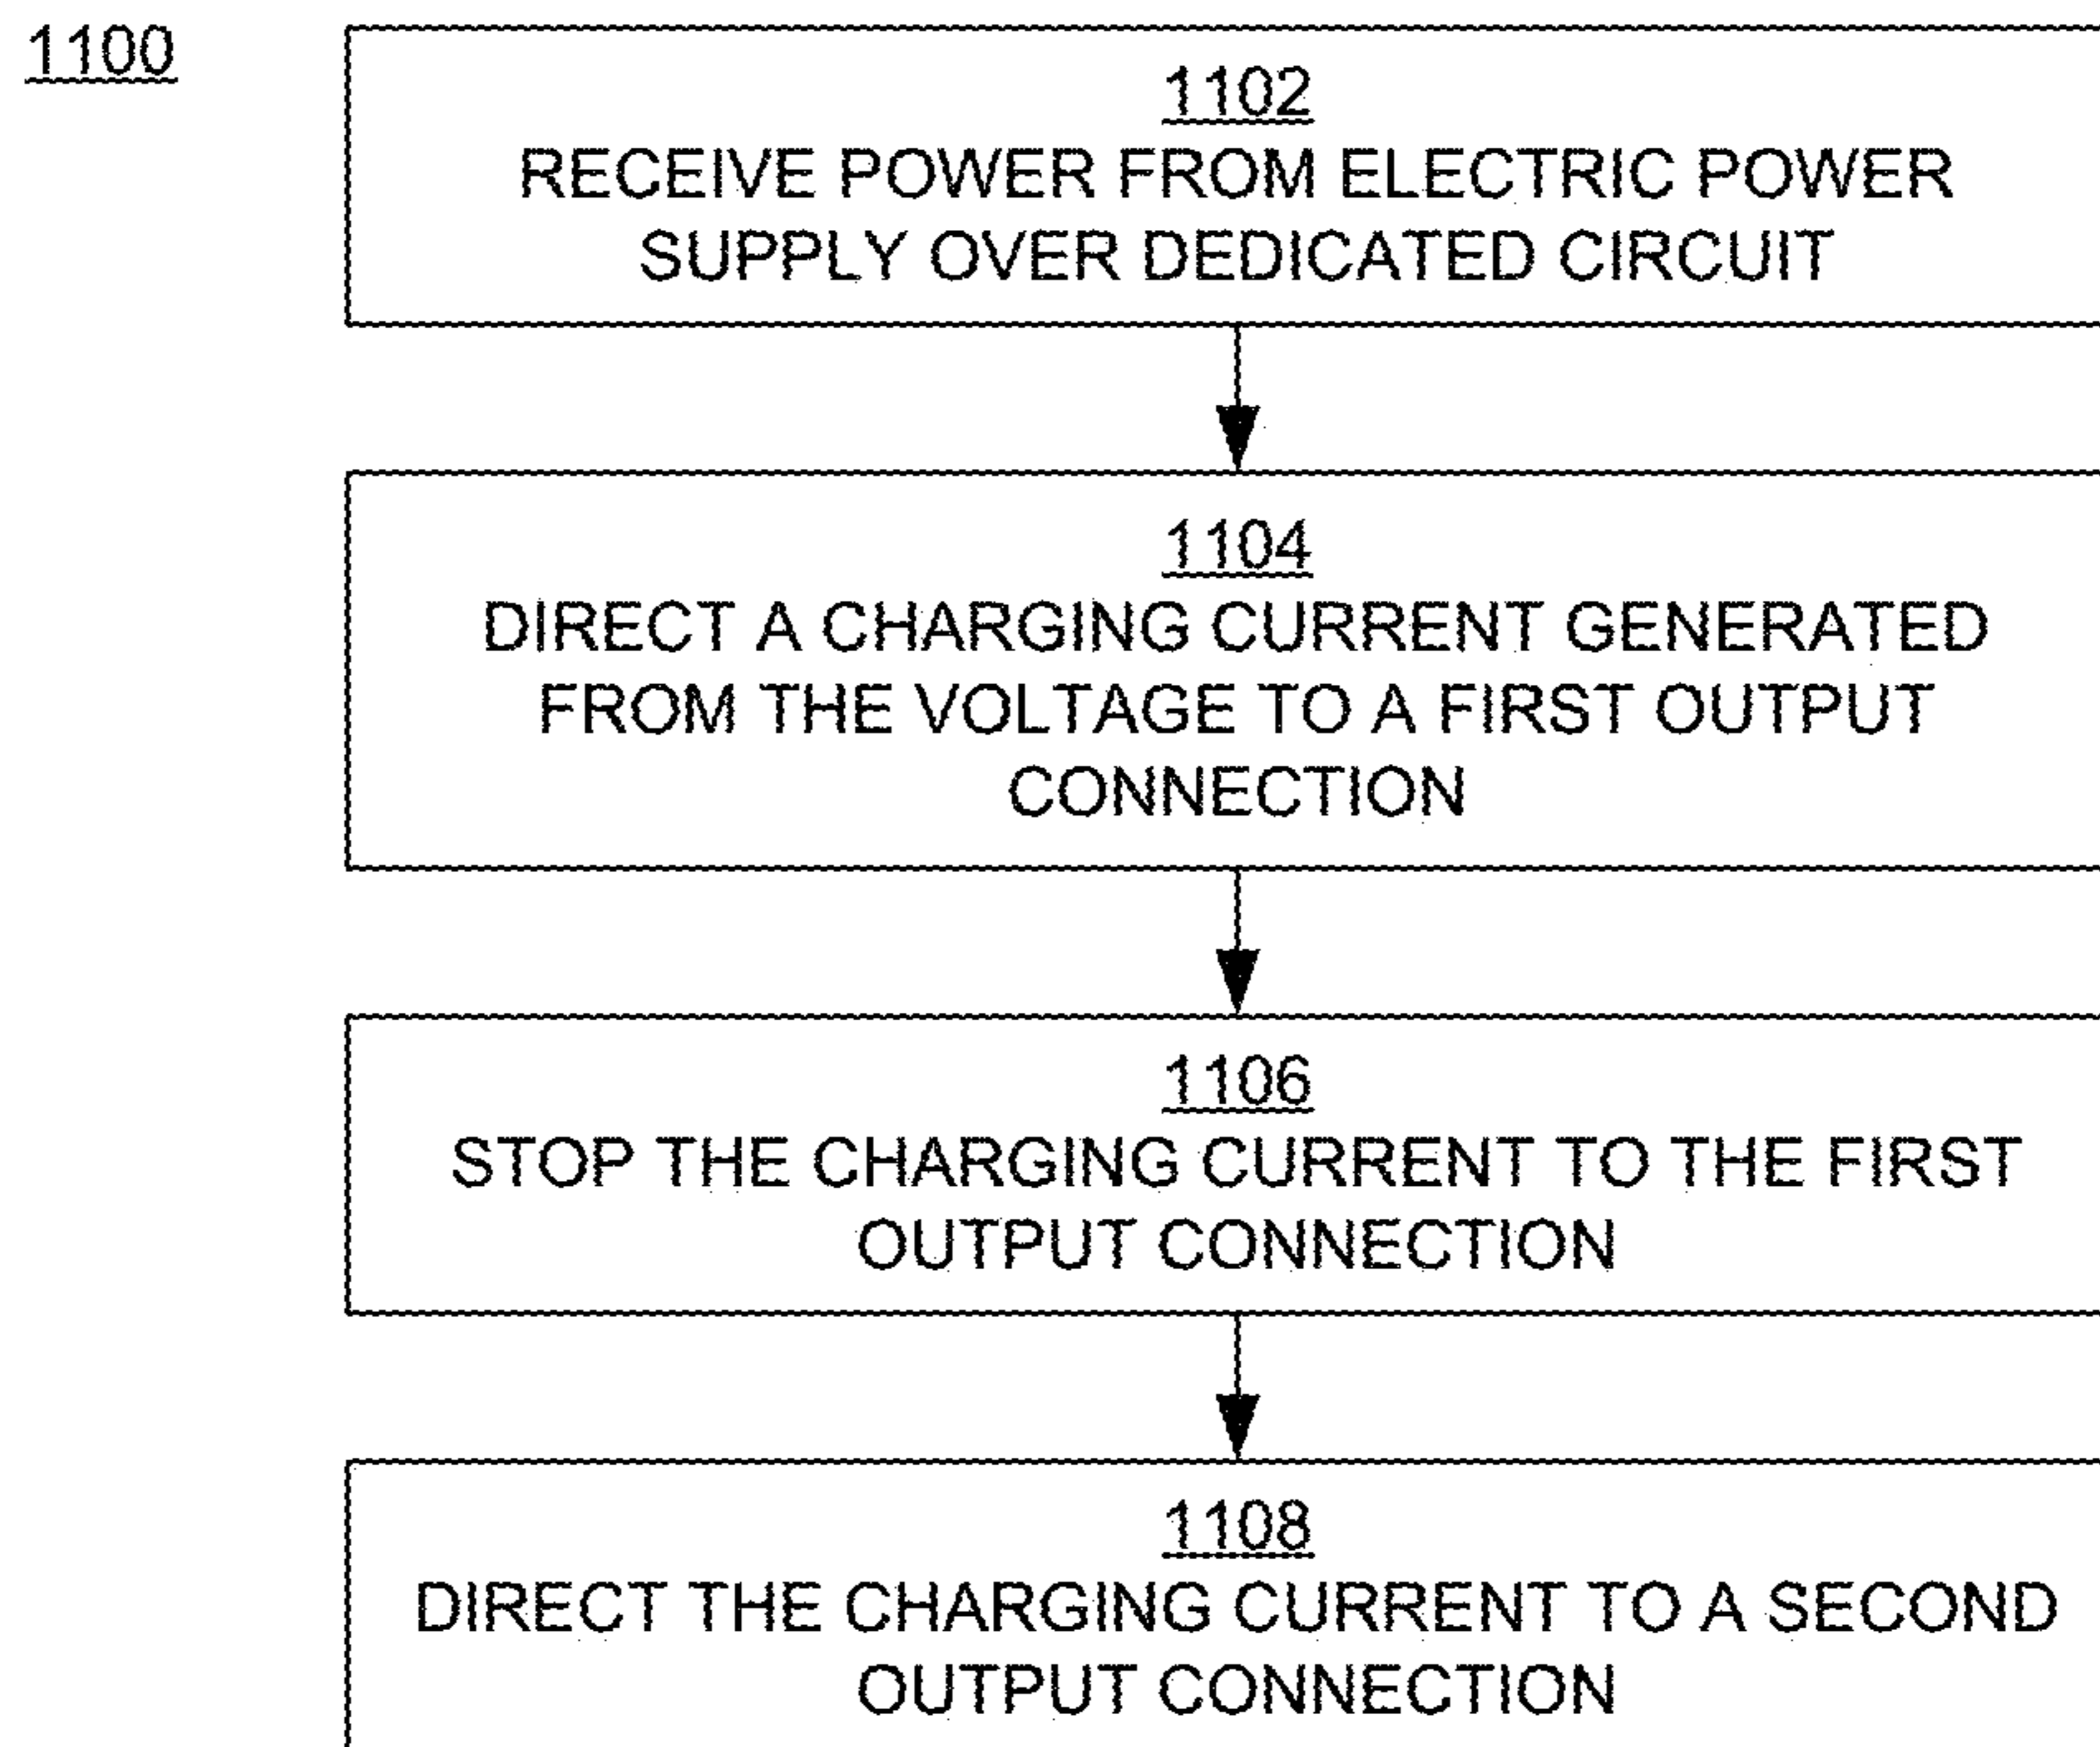 1100
1102
RECEIVE POWER FROM ELECTRIC POWER
SUPPLY OVER DEDICATED CIRCUIT
1104
DIRECT A CHARGING CURRENT GENERATED
FROM THE VOLTAGE TO A FIRST OUTPUT
CONNECTION
1106
STOP THE CHARGING CURRENT TO THE FIRST
OUTPUT CONNECTION
1108
DIRECT THE CHARGING CURRENT TO A SECOND
OUTPUT CONNECTION